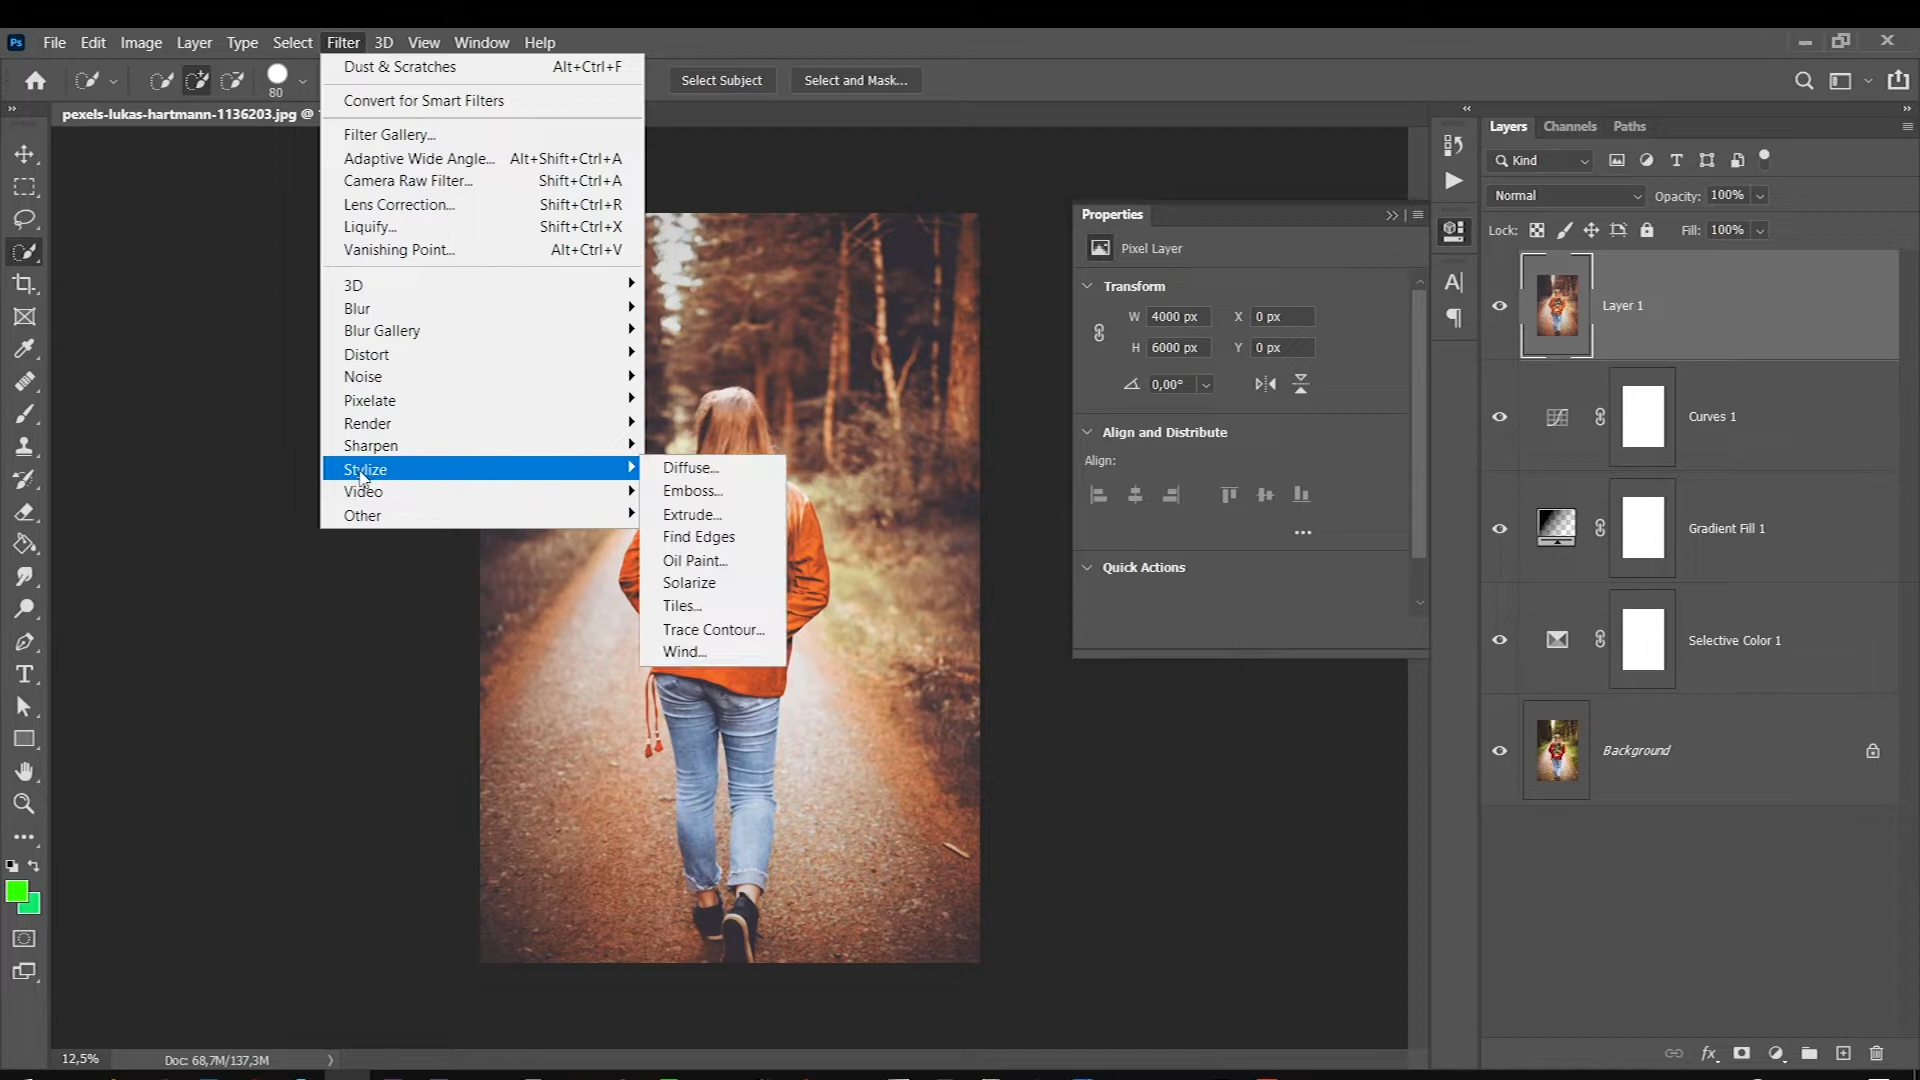 Ps File Edit Image Layer Type Select Filter 3D View Window Help
80 Select Subject Select and Mask...
pexels-lukas-hartmann-1136203.jpg @
Dust & Scratches Alt+Ctrl+F
Convert for Smart Filters
Filter Gallery...
Adaptive Wide Angle... Alt+Shift+Ctrl+A
Camera Raw Filter... Shift+Ctrl+A
Lens Correction... Shift+Ctrl+R
Liquify... Shift+Ctrl+X
Vanishing Point... Alt+Ctrl+V
3D
Blur
Blur Gallery
Distort
Noise
Pixelate
Render
Sharpen
Stylize
Video
Other
Diffuse...
Emboss...
Extrude...
Find Edges
Oil Paint...
Solarize
Tiles...
Trace Contour...
Wind...
Properties
Pixel Layer
Transform
W 4000 px X 0 px
H 6000 px Y 0 px
0,00°
Align and Distribute
Align:
Quick Actions
Layers Channels Paths
Kind
Normal Opacity: 100%
Lock: Fill: 100%
Layer 1
Curves 1
Gradient Fill 1
Selective Color 1
Background
12,5% Doc: 68,7M/137,3M